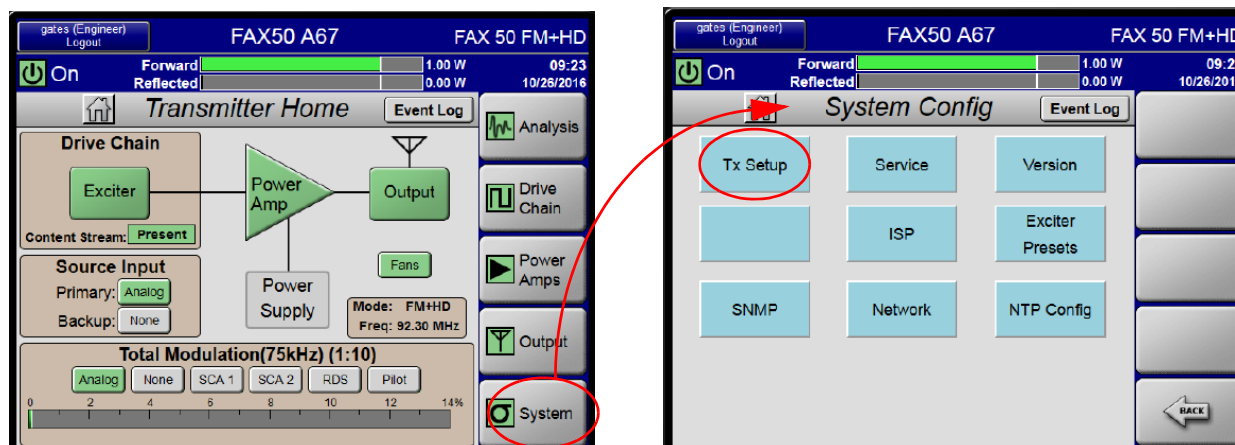 gates (Engineer)
Logout
FAX50 A67
FAX 50 FM+HD
On
Forward
1.00 W
09:23
Reflected
0.00 W
10/26/2016
Transmitter Home
Event Log
Drive Chain
Exciter
Power
Amp
Output
Content Stream: Present
Source Input
Primary: Analog
Backup: None
Power
Supply
Fans
Mode: FM+HD
Freq: 92.30 MHz
Total Modulation(75kHz) (1:10)
Analog None SCA 1 SCA 2 RDS Pilot
0 2 4 6 8 10 12 14%
Analysis
Drive
Chain
Power
Amps
Output
System
gates (Engineer)
Logout
FAX50 A67
FAX 50 FM+HD
On
Forward
1.00 W
09:2
Reflected
0.00 W
10/26/201
System Config
Event Log
Tx Setup Service Version
ISP
Exciter
Presets
SNMP Network NTP Config
BACK